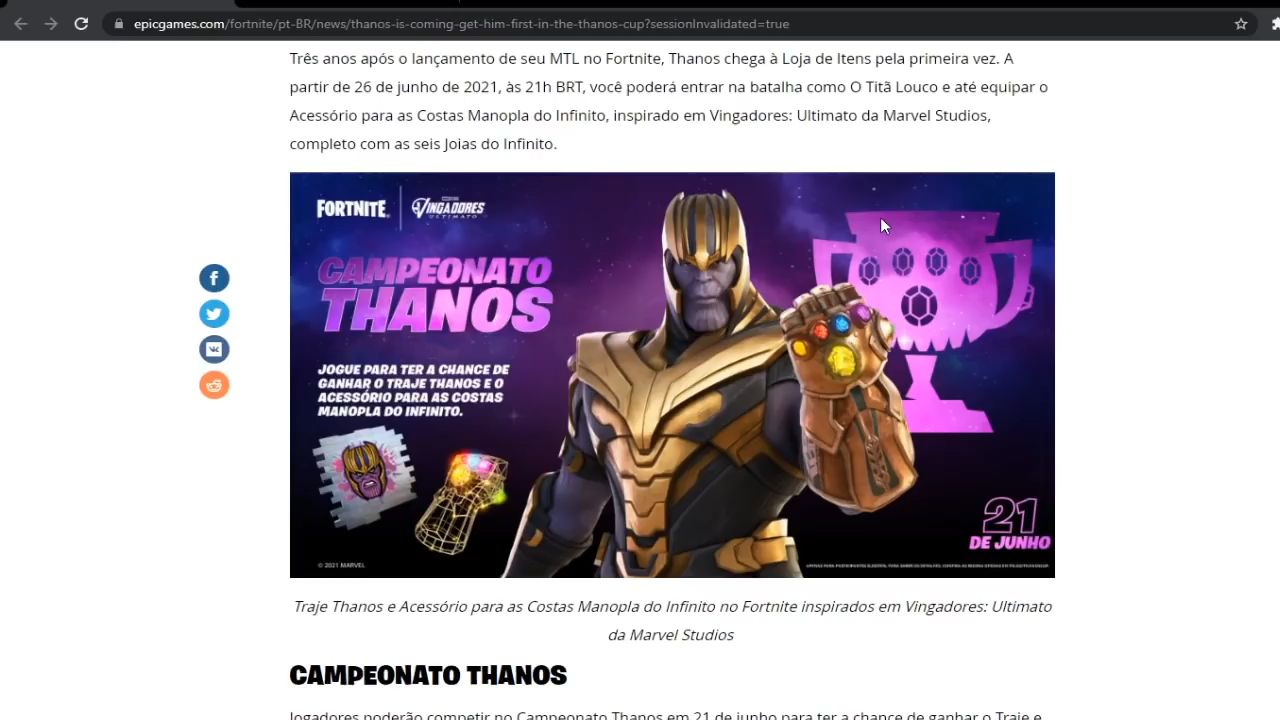 epicgames.com/fortnite/pt-BR/news/thanos-is-coming-get-him-first-in-the-thanos-cup?sessionInvalidated=true
Três anos após o lançamento de seu MTL no Fortnite, Thanos chega à Loja de Itens pela primeira vez. A
partir de 26 de junho de 2021, às 21h BRT, você poderá entrar na batalha como O Titã Louco e até equipar o
Acessório para as Costas Manopla do Infinito, inspirado em Vingadores: Ultimato da Marvel Studios,
completo com as seis Joias do Infinito.
FORTNITE
VINGADORES
ULTIMATO
CAMPEONATO
THANOS
JOGUE PARA TER A CHANCE DE
GANHAR O TRAJE THANOS E O
ACESSÓRIO PARA AS COSTAS
MANOPLA DO INFINITO.
21
DE JUNHO
© 2021 MARVEL
Traje Thanos e Acessório para as Costas Manopla do Infinito no Fortnite inspirados em Vingadores: Ultimato
da Marvel Studios
CAMPEONATO THANOS
Jogadores poderão competir no Campeonato Thanos em 21 de junho para ter a chance de ganhar o Traje e